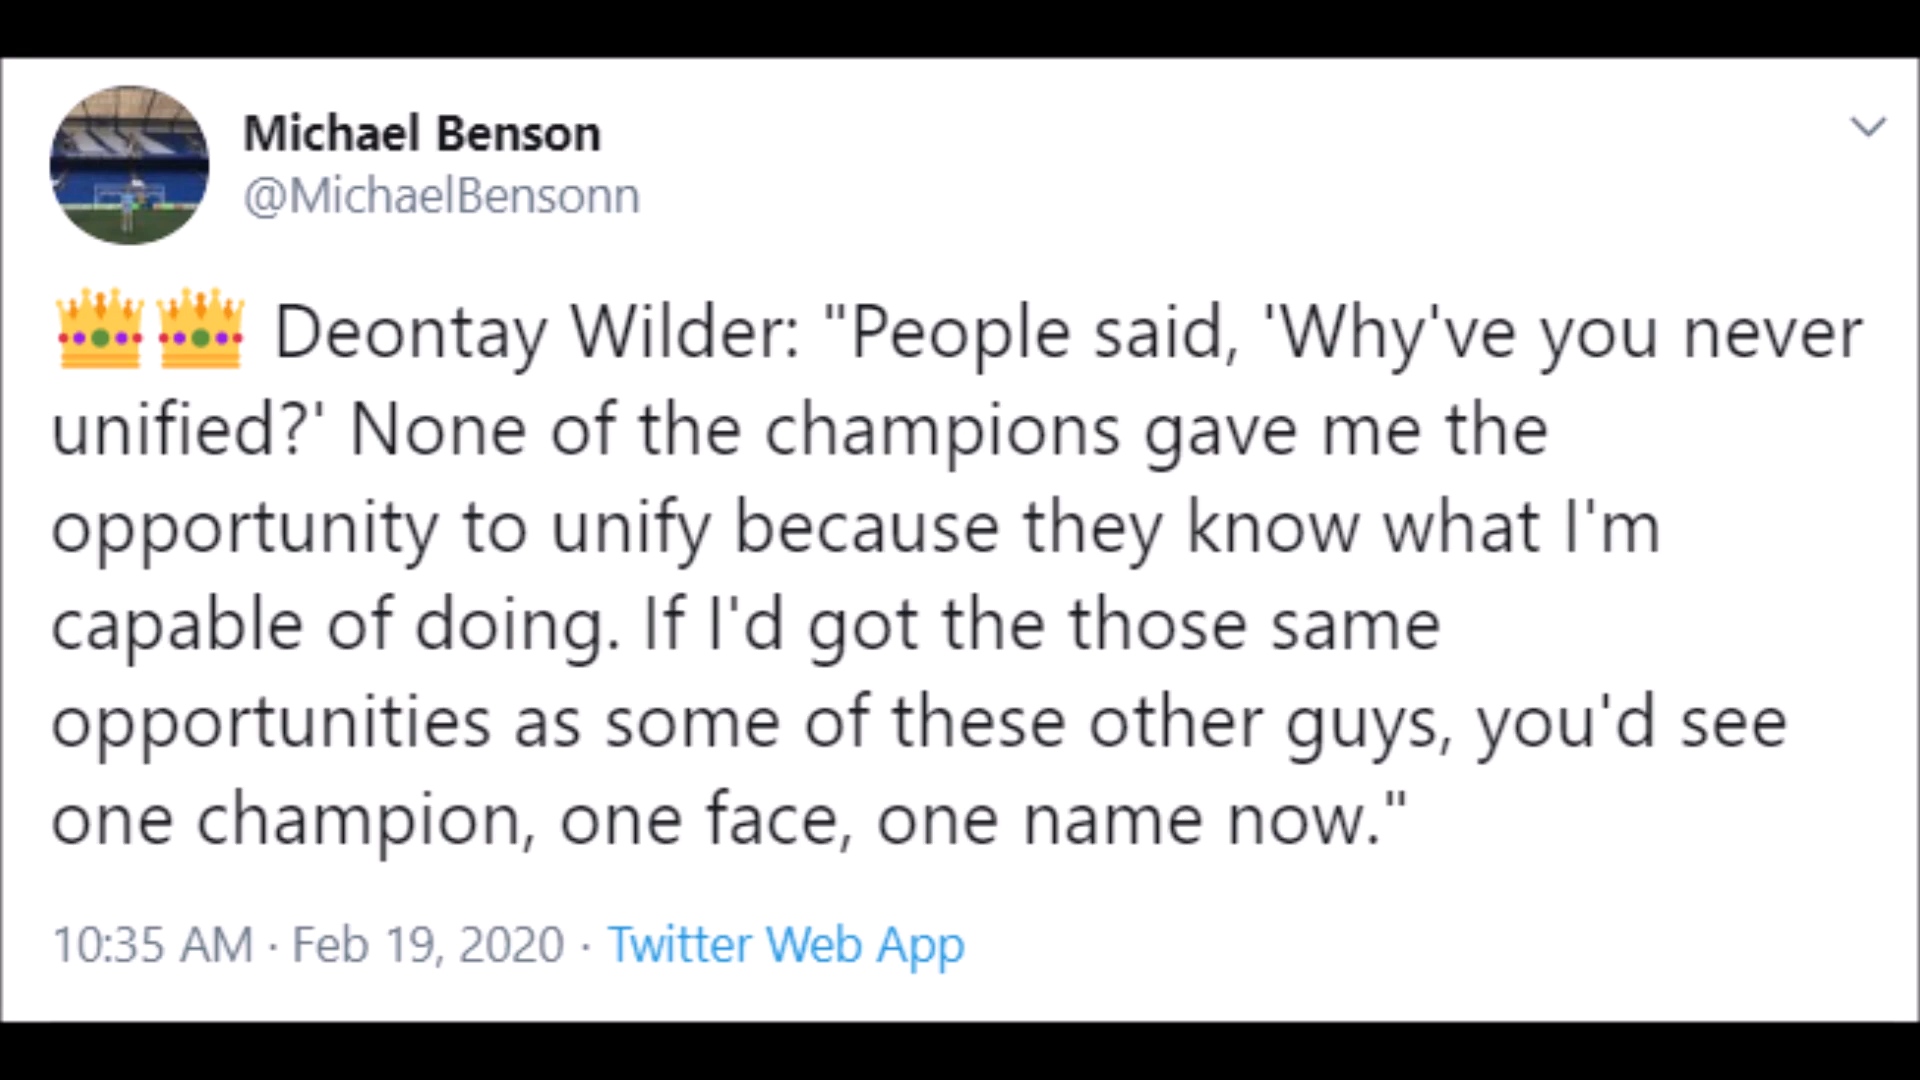 Michael Benson
@MichaelBensonn
👑👑 Deontay Wilder: "People said, 'Why've you never
unified?' None of the champions gave me the
opportunity to unify because they know what I'm
capable of doing. If I'd got the those same
opportunities as some of these other guys, you'd see
one champion, one face, one name now."
10:35 AM · Feb 19, 2020 · Twitter Web App